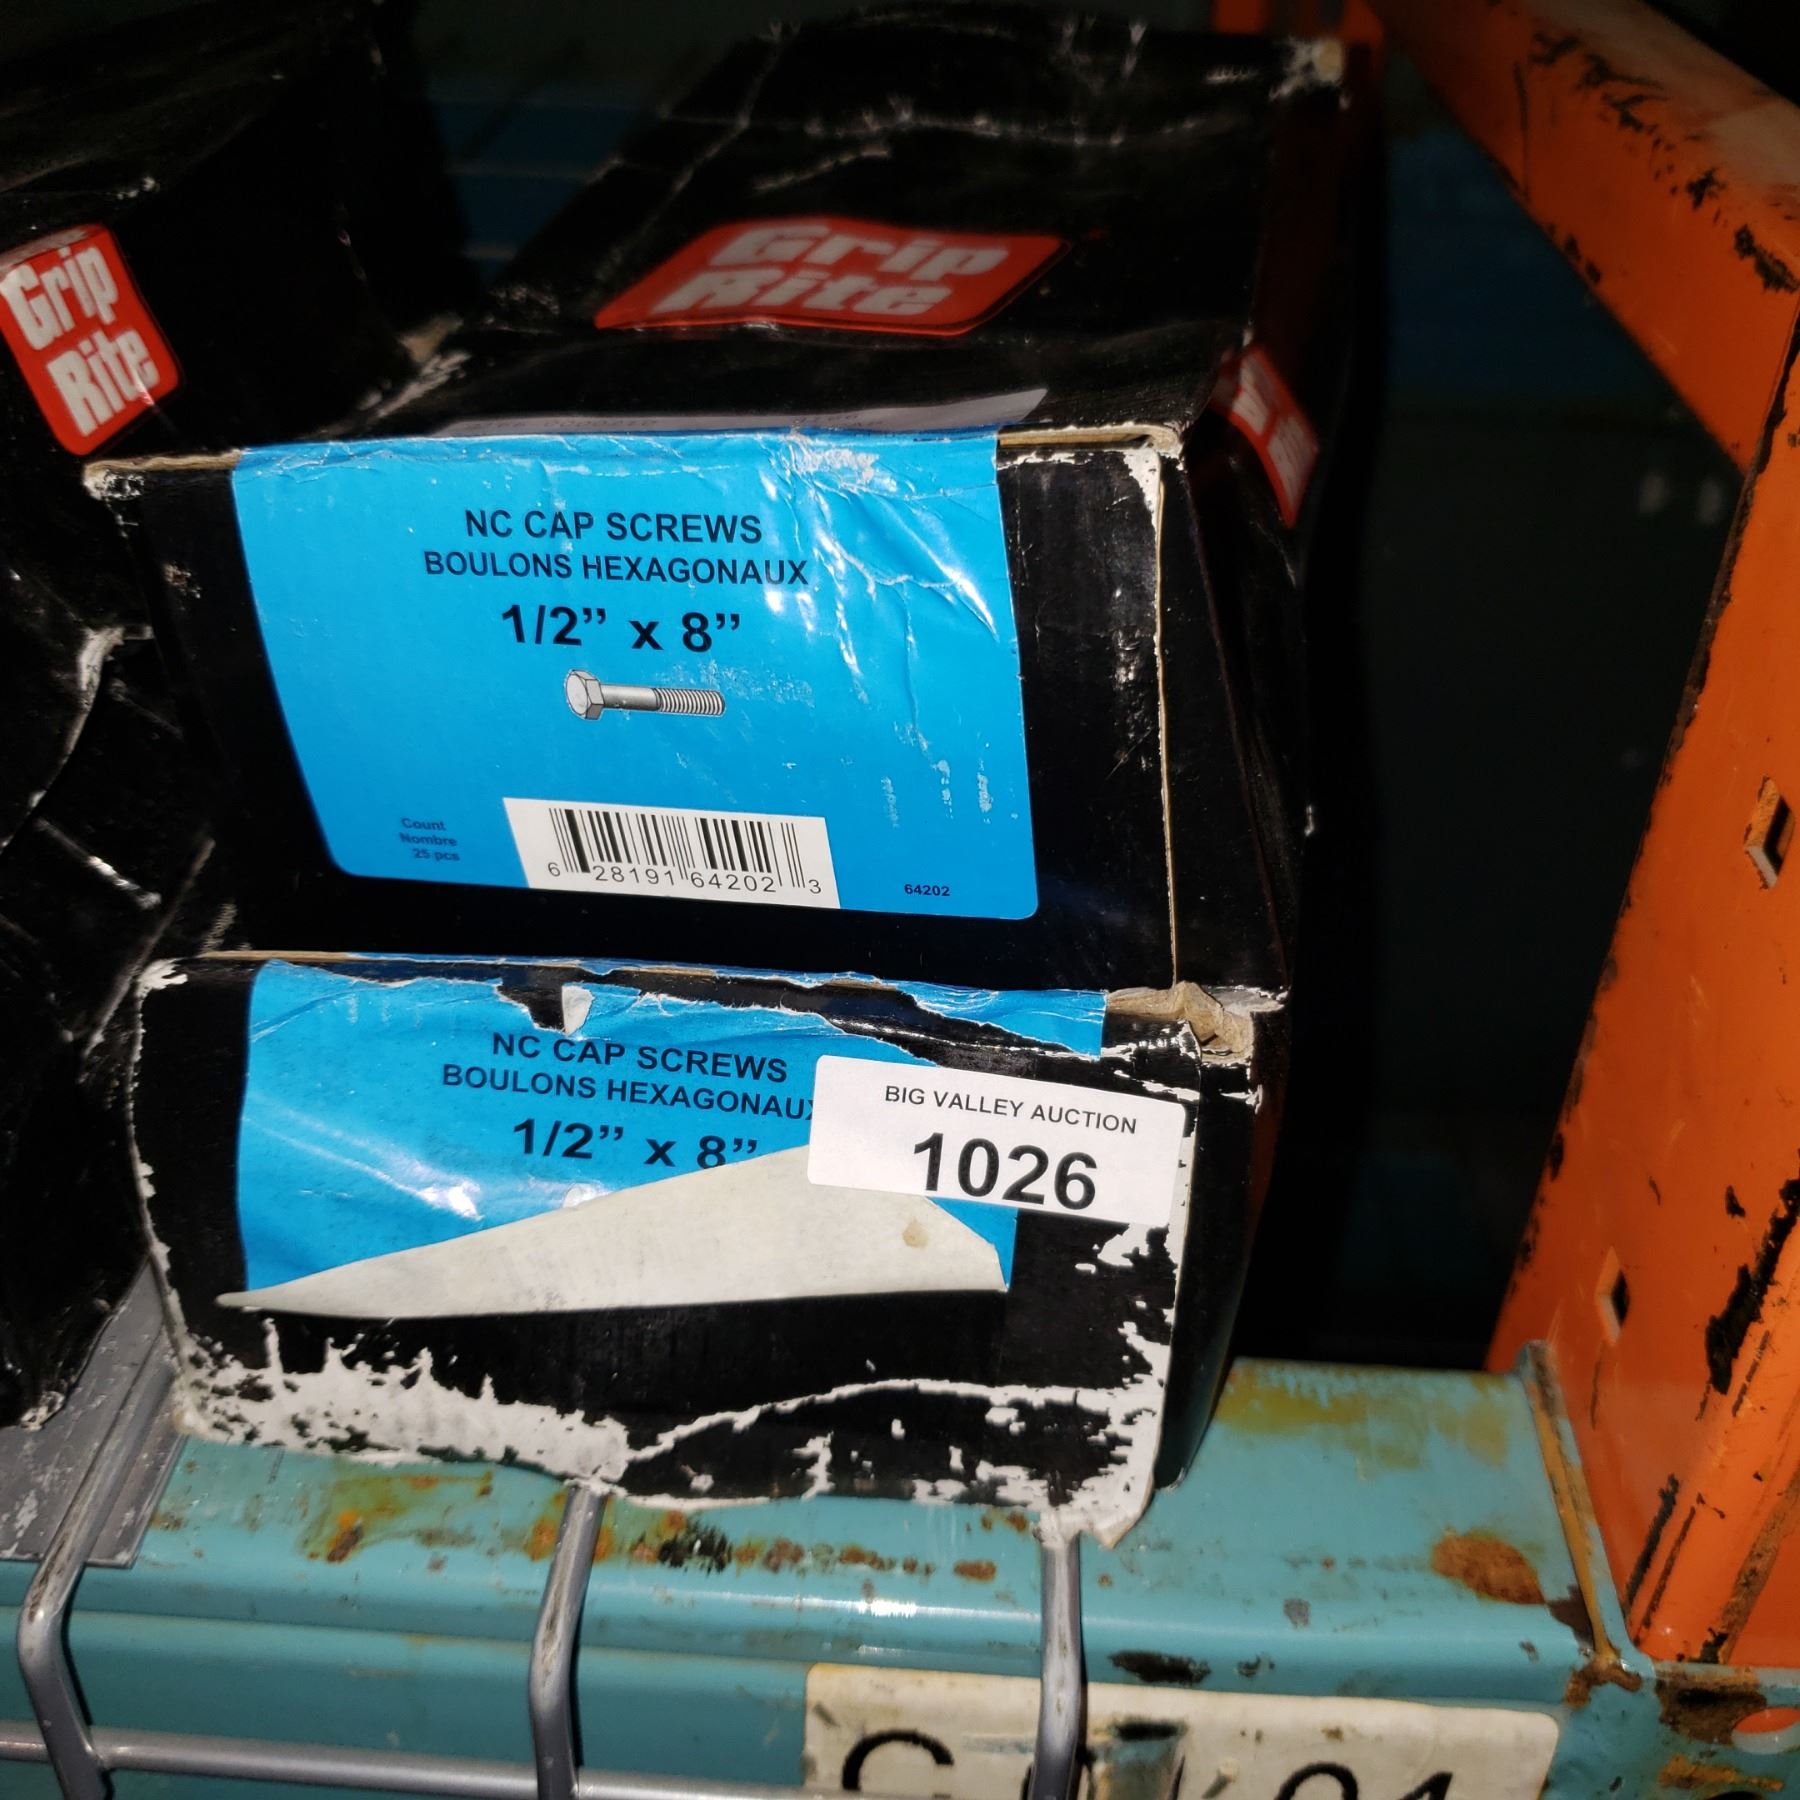 Grip
Rite
Grip
Rite
NC CAP SCREWS
BOULONS HEXAGONAUX
1/2” x 8”
Count
Nombre
25 pcs
6 28191 64202 3
64202
NC CAP SCREWS
BOULONS HEXAGONAU
1/2” x 8”
BIG VALLEY AUCTION
1026